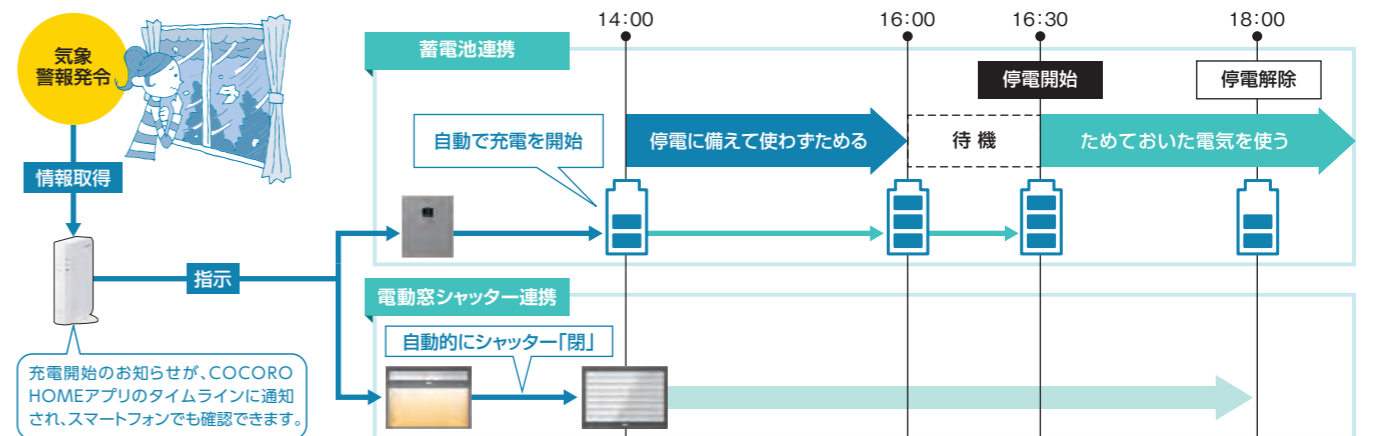 気象
警報発令
情報取得
指示
充電開始のお知らせが、COCORO
HOMEアプリのタイムラインに通知
され、スマートフォンでも確認できます。
14:00
16:00
16:30
18:00
蓄電池連携
停電開始
停電解除
自動で充電を開始
停電に備えて使わずためる
待機
ためておいた電気を使う
電動窓シャッター連携
自動的にシャッター「閉」